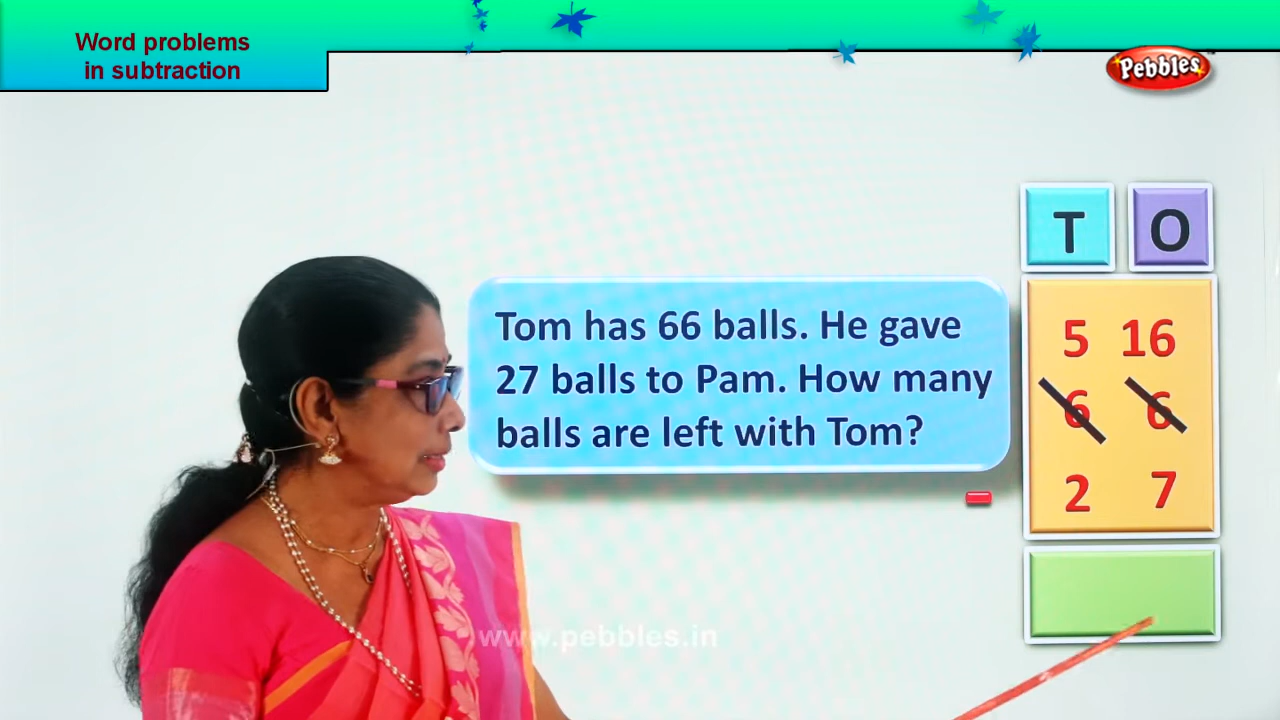 Word problems
in subtraction
Pebbles
T O
Tom has 66 balls. He gave
27 balls to Pam. How many
balls are left with Tom?
5 16
6 6
- 2 7
www.pebbles.in